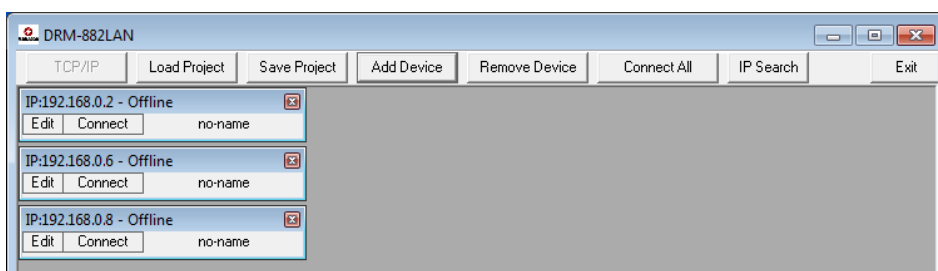 DRM-882LAN
TCP/IP Load Project Save Project Add Device Remove Device Connect All IP Search Exit
IP:192.168.0.2 - Offline
Edit Connect no-name
IP:192.168.0.6 - Offline
Edit Connect no-name
IP:192.168.0.8 - Offline
Edit Connect no-name